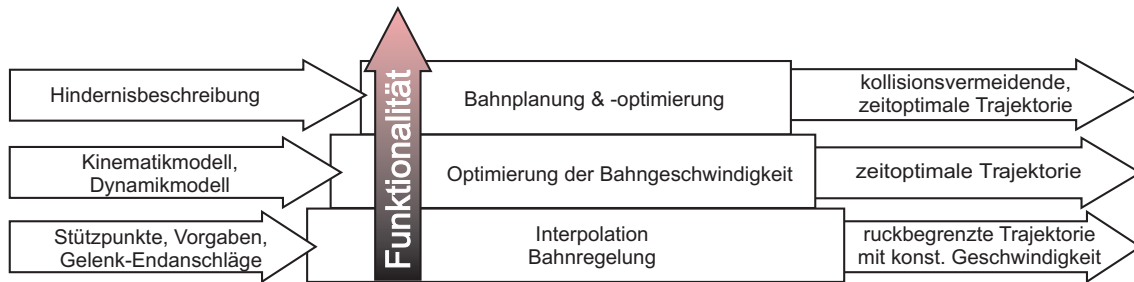 Funktionalität
Hindernisbeschreibung
Bahnplanung & -optimierung
kollisionsvermeidende,
zeitoptimale Trajektorie
Kinematikmodell,
Dynamikmodell
Optimierung der Bahngeschwindigkeit
zeitoptimale Trajektorie
Stützpunkte, Vorgaben,
Gelenk-Endanschläge
Interpolation
Bahnregelung
ruckbegrenzte Trajektorie
mit konst. Geschwindigkeit